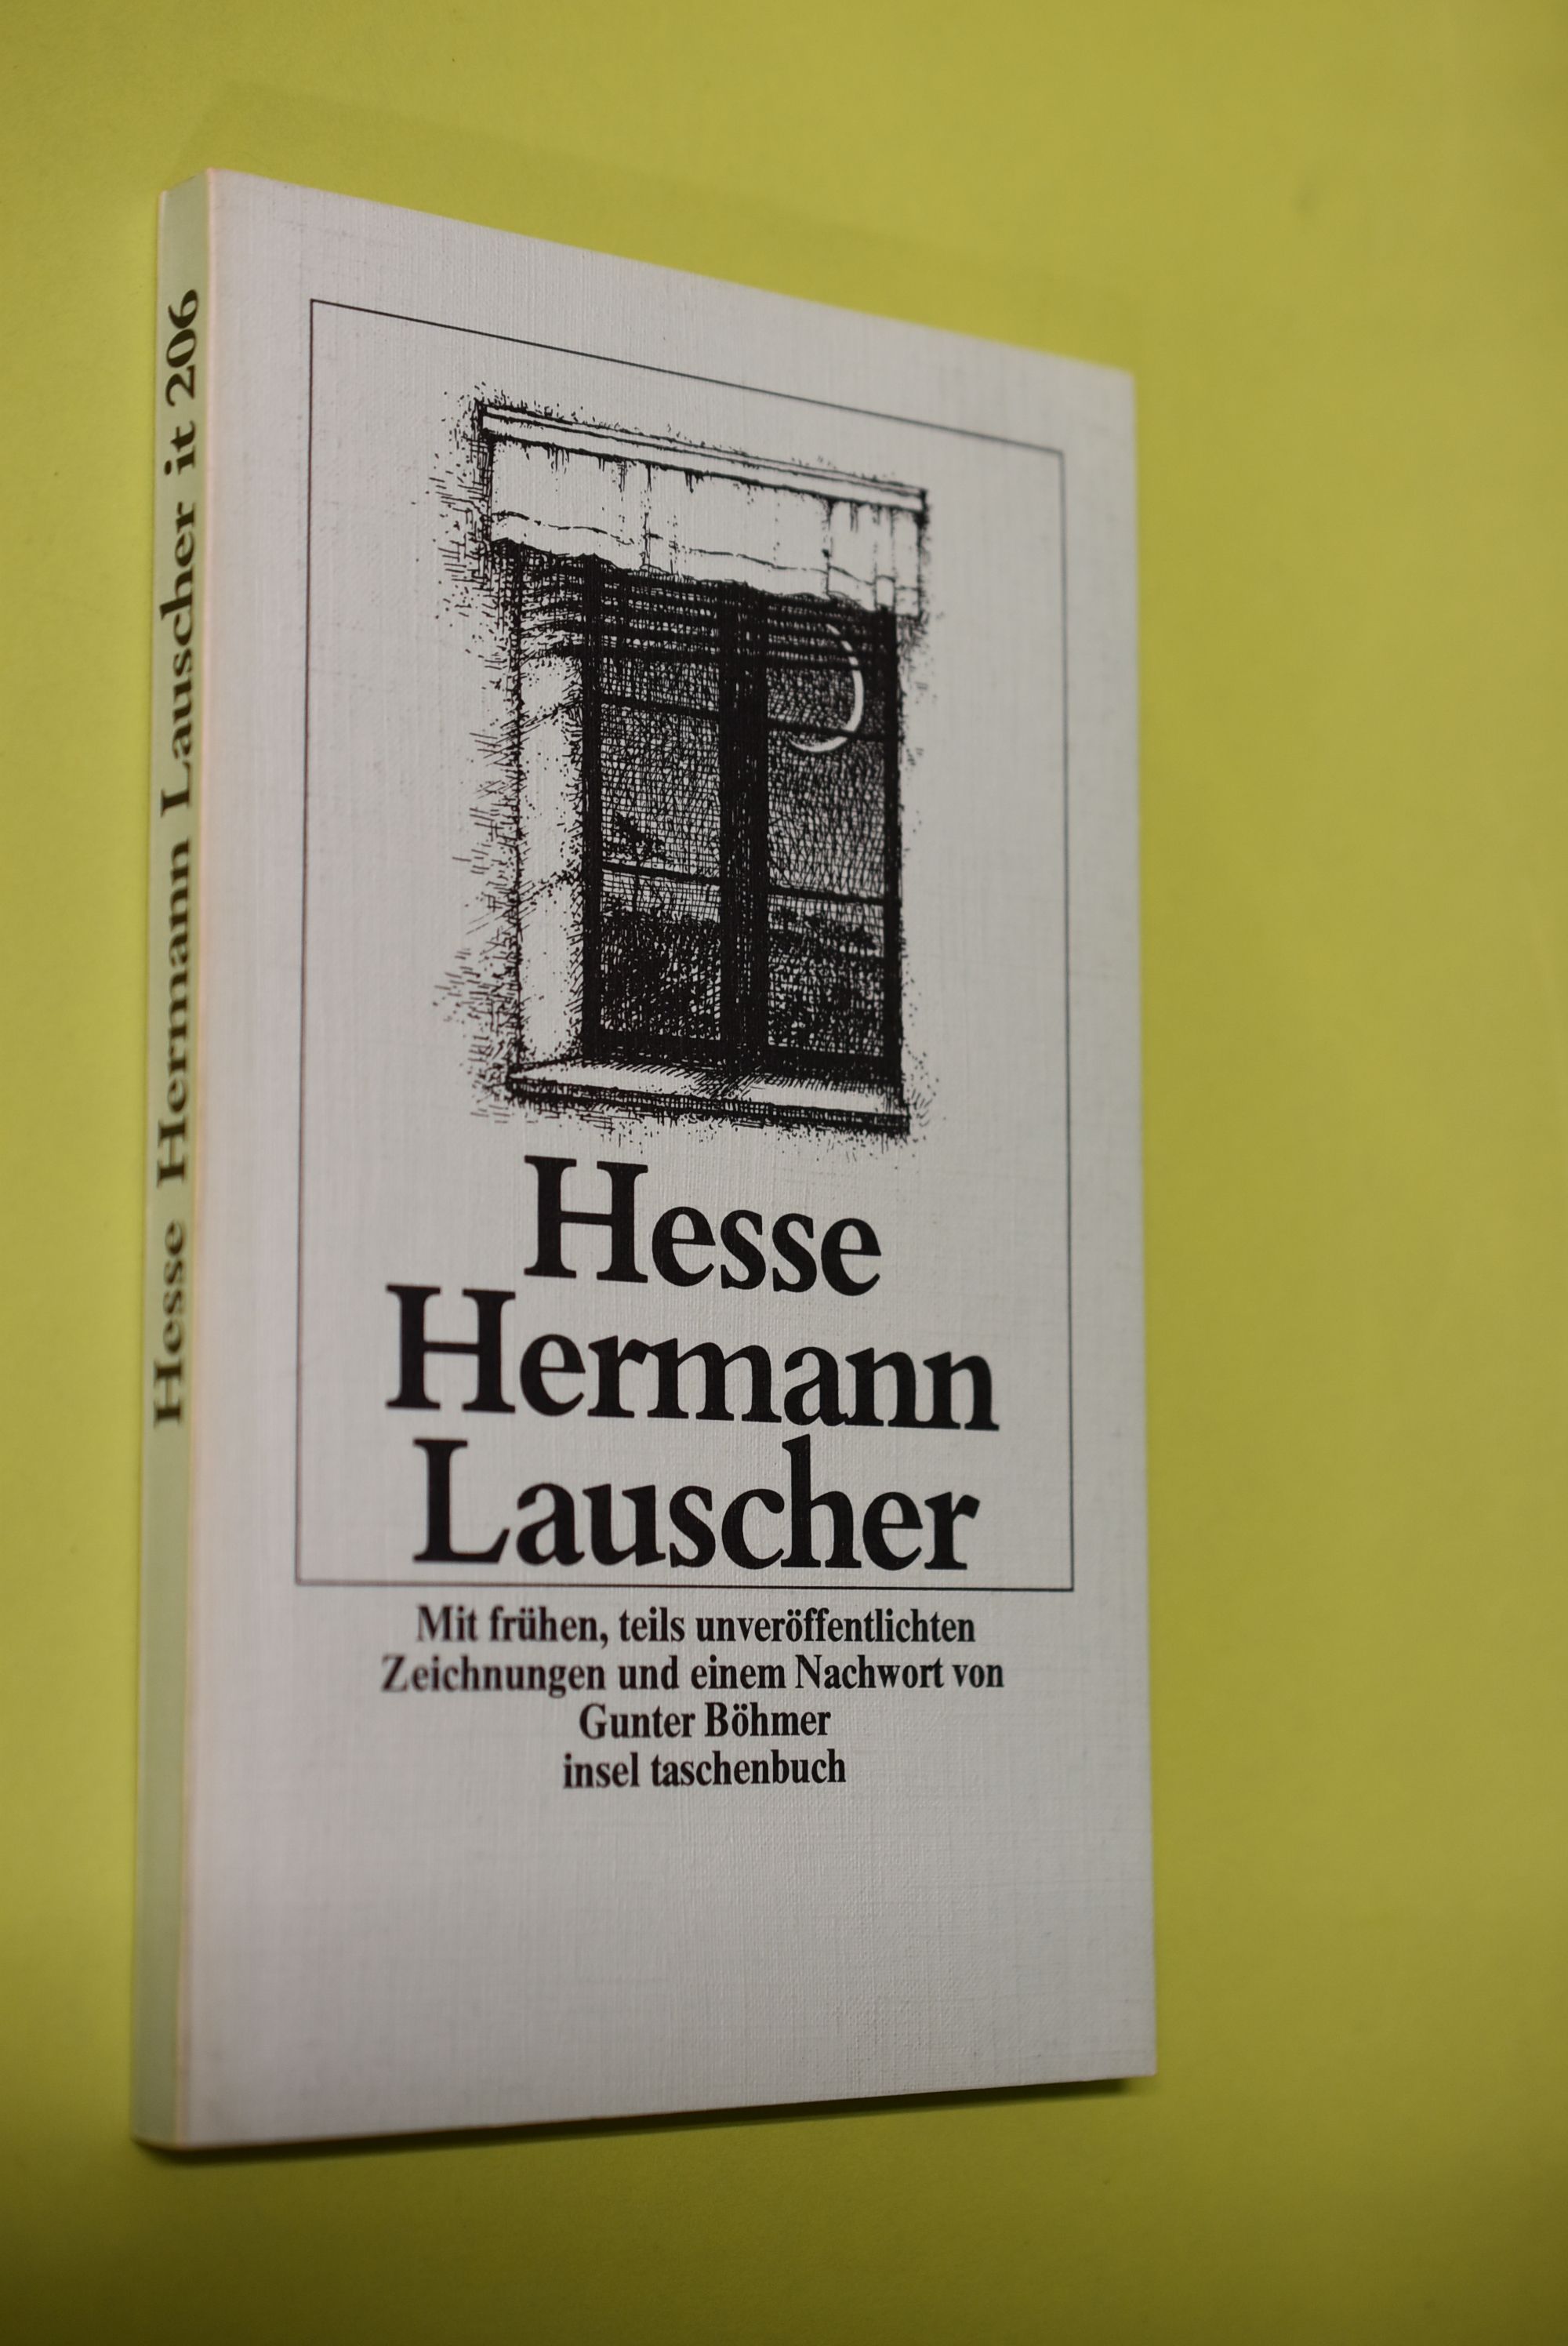 Hesse Hermann Lauscher it 206
Hesse
Hermann
Lauscher
Mit frühen, teils unveröffentlichten
Zeichnungen und einem Nachwort von
Gunter Böhmer
insel taschenbuch